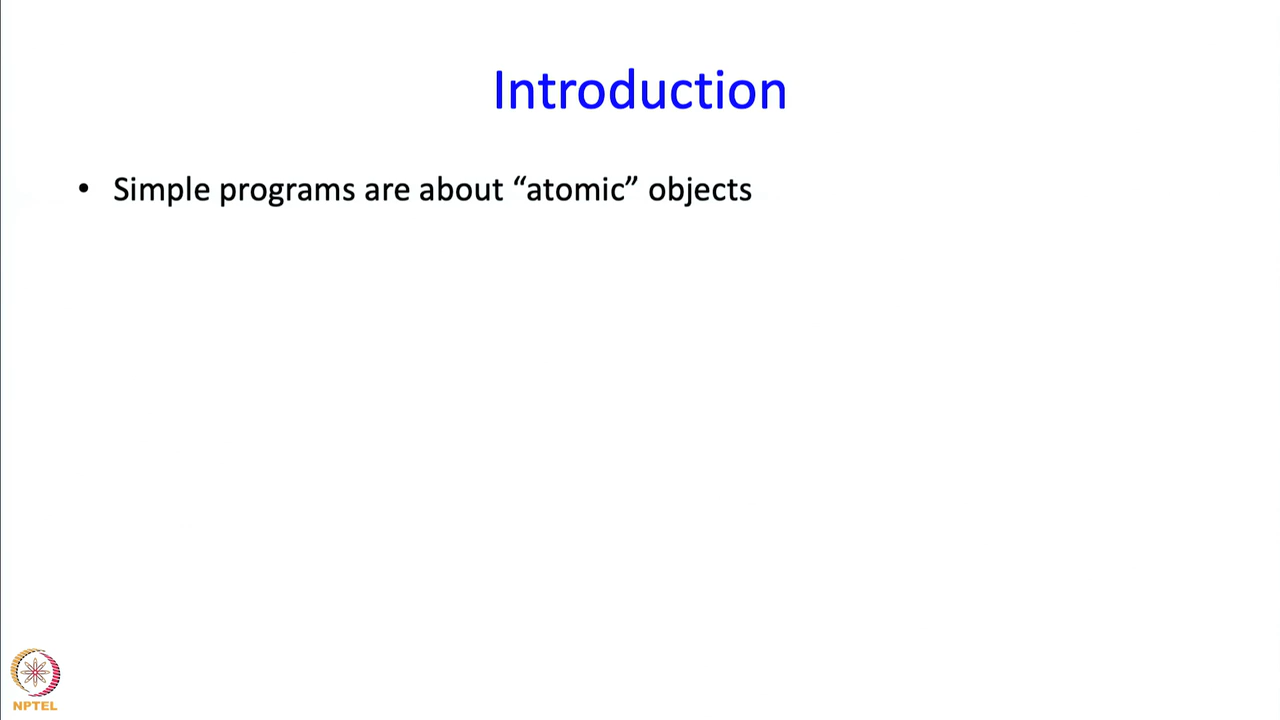 Introduction
• Simple programs are about “atomic” objects
NPTEL